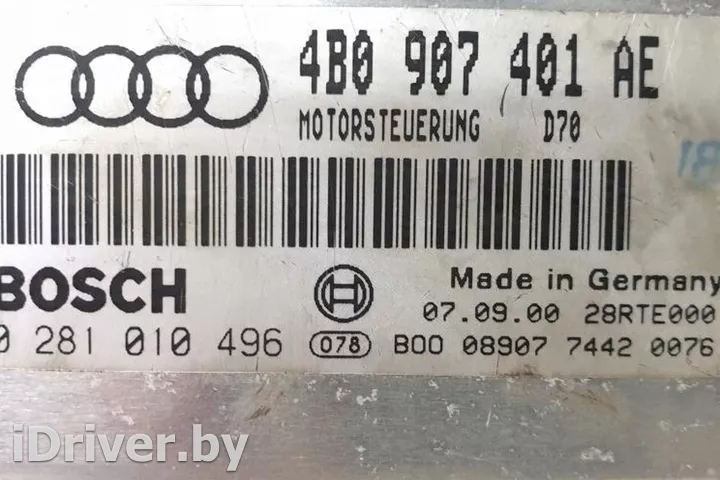 4B0 907 401 AE
MOTORSTEUERUNG D70
BOSCH
Made in Germany
07.09.00 28RTE000
0 281 010 496 078 B00 08907 7442 0076
iDriver.by